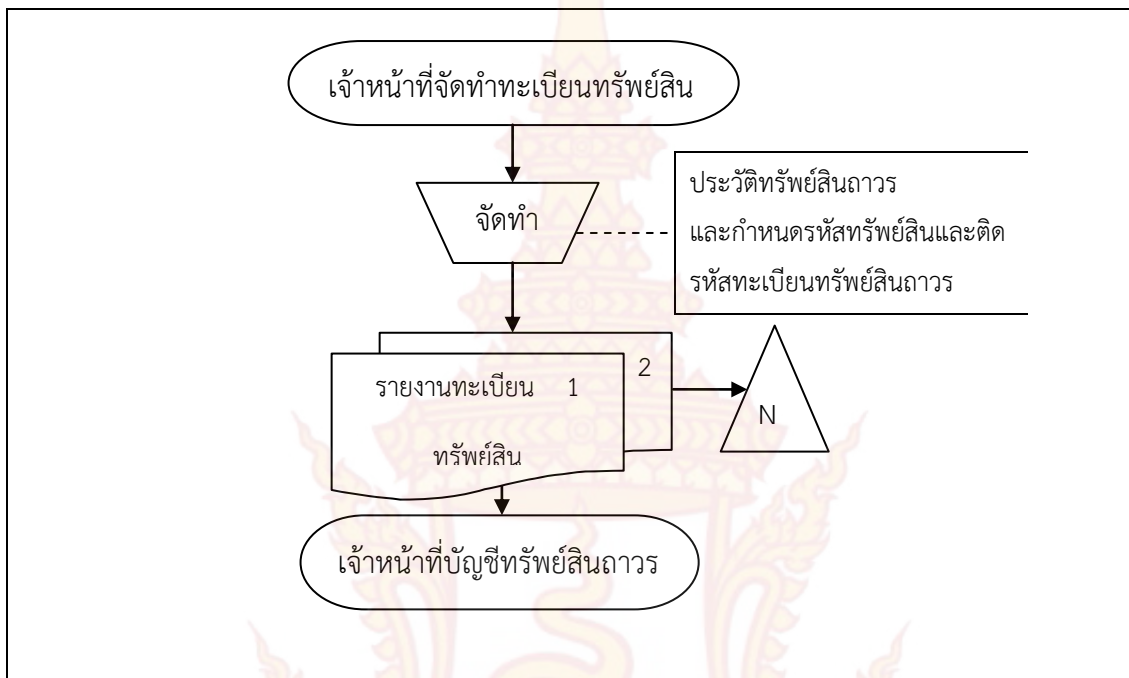 เจ้าหน้าที่จัดทำทะเบียนทรัพย์สิน
จัดทำ
ประวัติทรัพย์สินถาวร
และกำหนดรหัสทรัพย์สินและติด
รหัสทะเบียนทรัพย์สินถาวร
2
รายงานทะเบียน 1
ทรัพย์สิน
N
เจ้าหน้าที่บัญชีทรัพย์สินถาวร